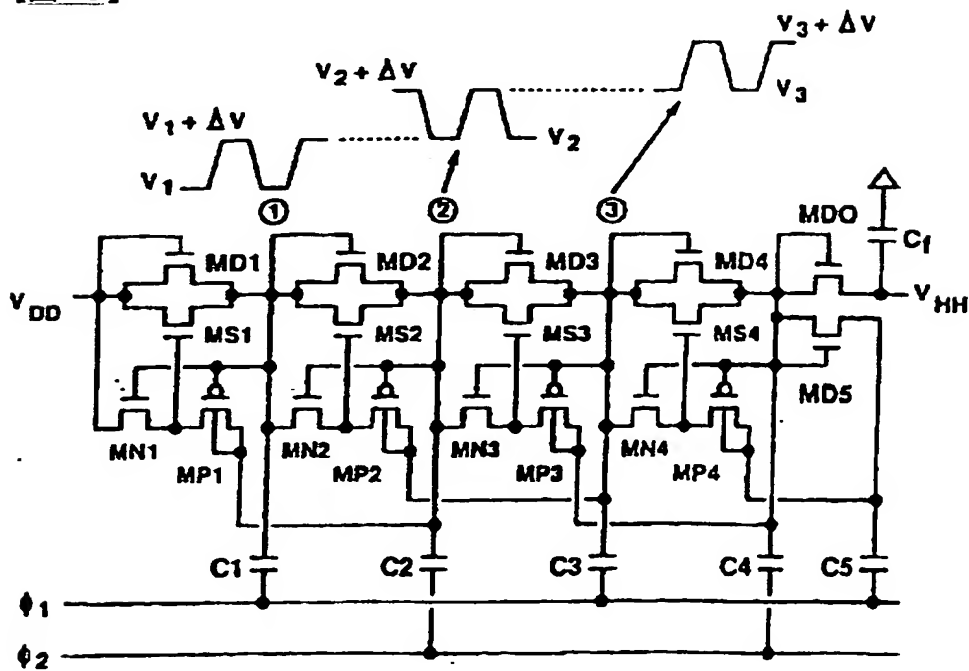 V3 + ΔV
V2 + ΔV
V3
V1 + ΔV
V2
V1
① ② ③
MDO
Cf
MD1 MD2 MD3 MD4
VDD
VHH
MS1 MS2 MS3 MS4
MD5
MN1 MN2 MN3 MN4
MP1 MP2 MP3 MP4
C1 C2 C3 C4 C5
ϕ1
ϕ2